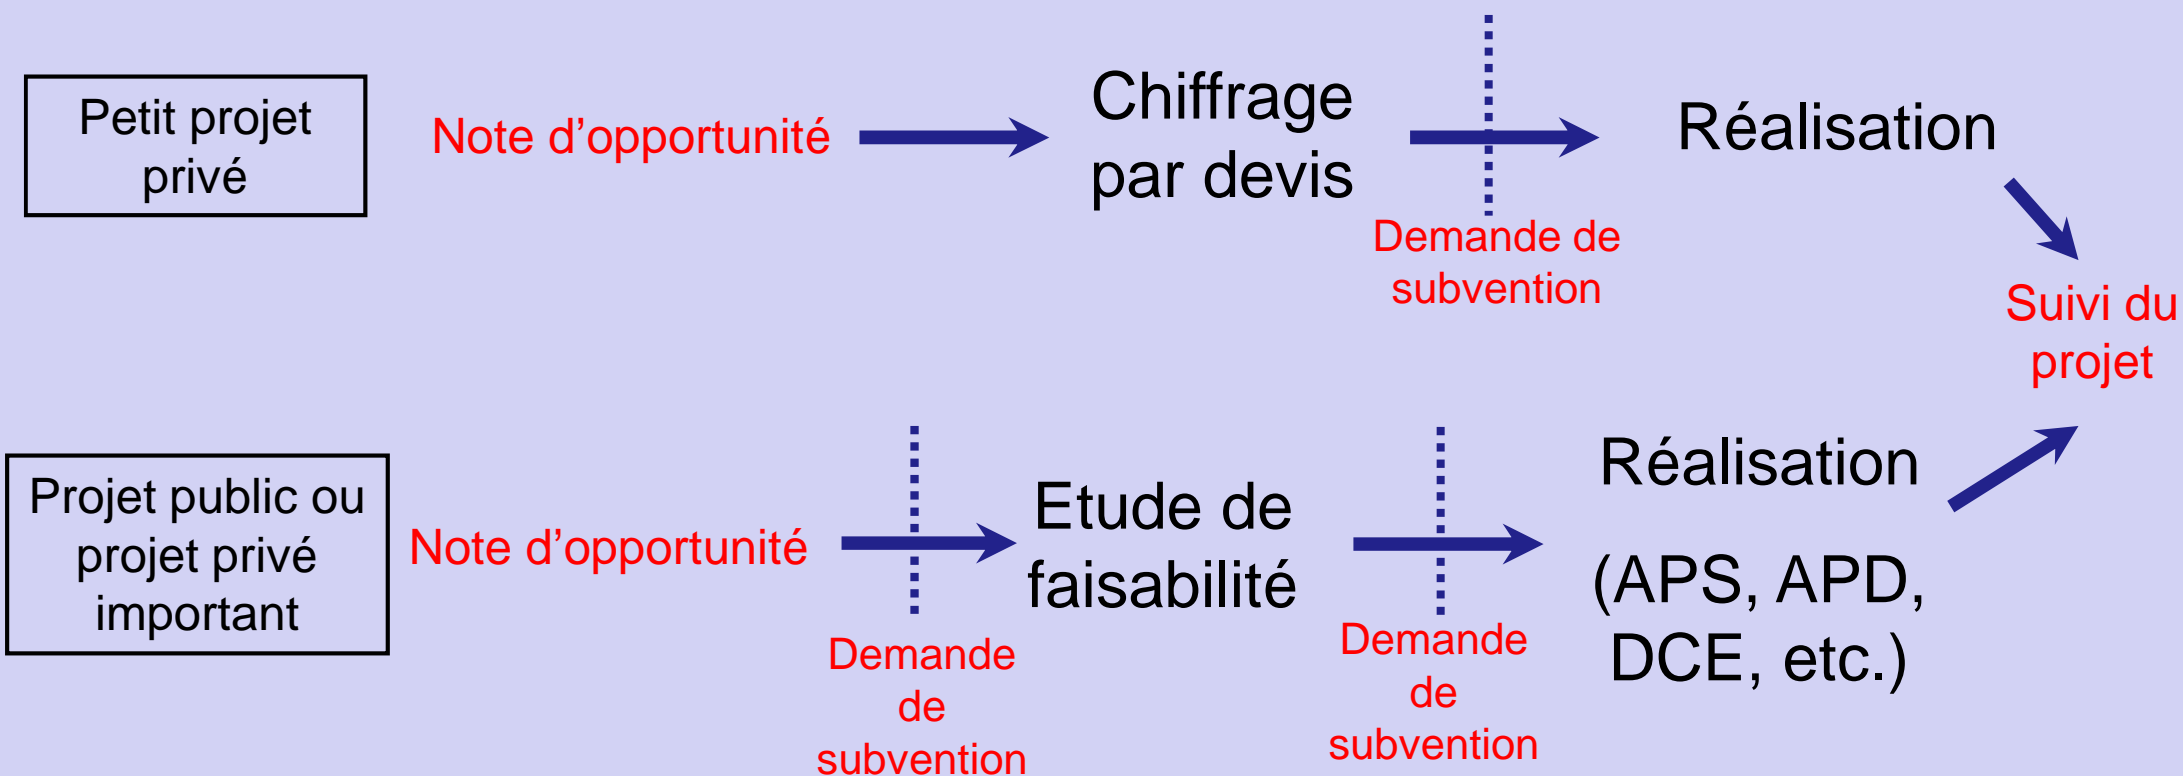 Petit projet
privé
Note d’opportunité
Chiffrage
par devis
Demande de
subvention
Réalisation
Suivi du
projet
Projet public ou
projet privé
important
Note d’opportunité
Demande
de
subvention
Etude de
faisabilité
Demande
de
subvention
Réalisation
(APS, APD,
DCE, etc.)